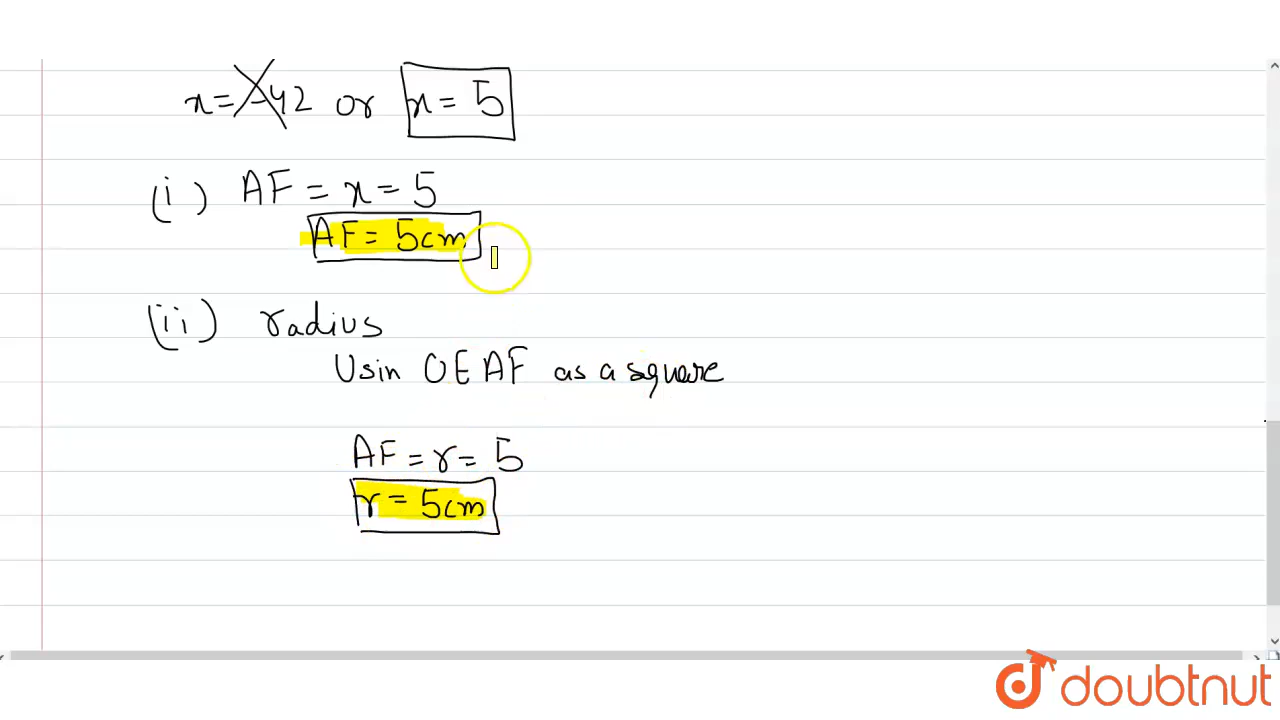 x = -42 or x = 5
(i) AF = x = 5
AF = 5cm
(ii) radius
Usin OEAF as a square
AF = r = 5
r = 5cm
doubtnut